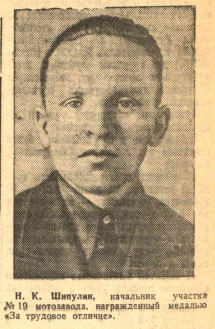 Н. К. Шипулин, начальник участка
№ 19 мотозавода, награжденный медалью
«За трудовое отличие».